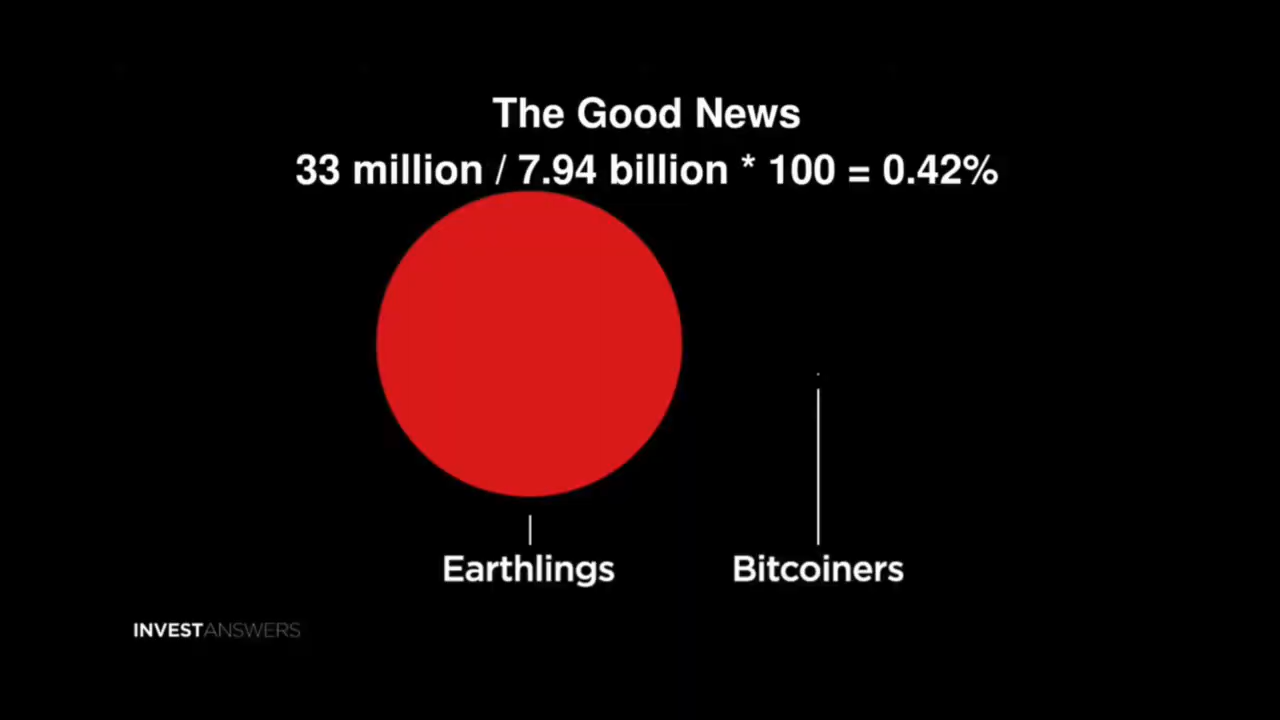 The Good News
33 million / 7.94 billion * 100 = 0.42%
Earthlings
Bitcoiners
INVESTANSWERS